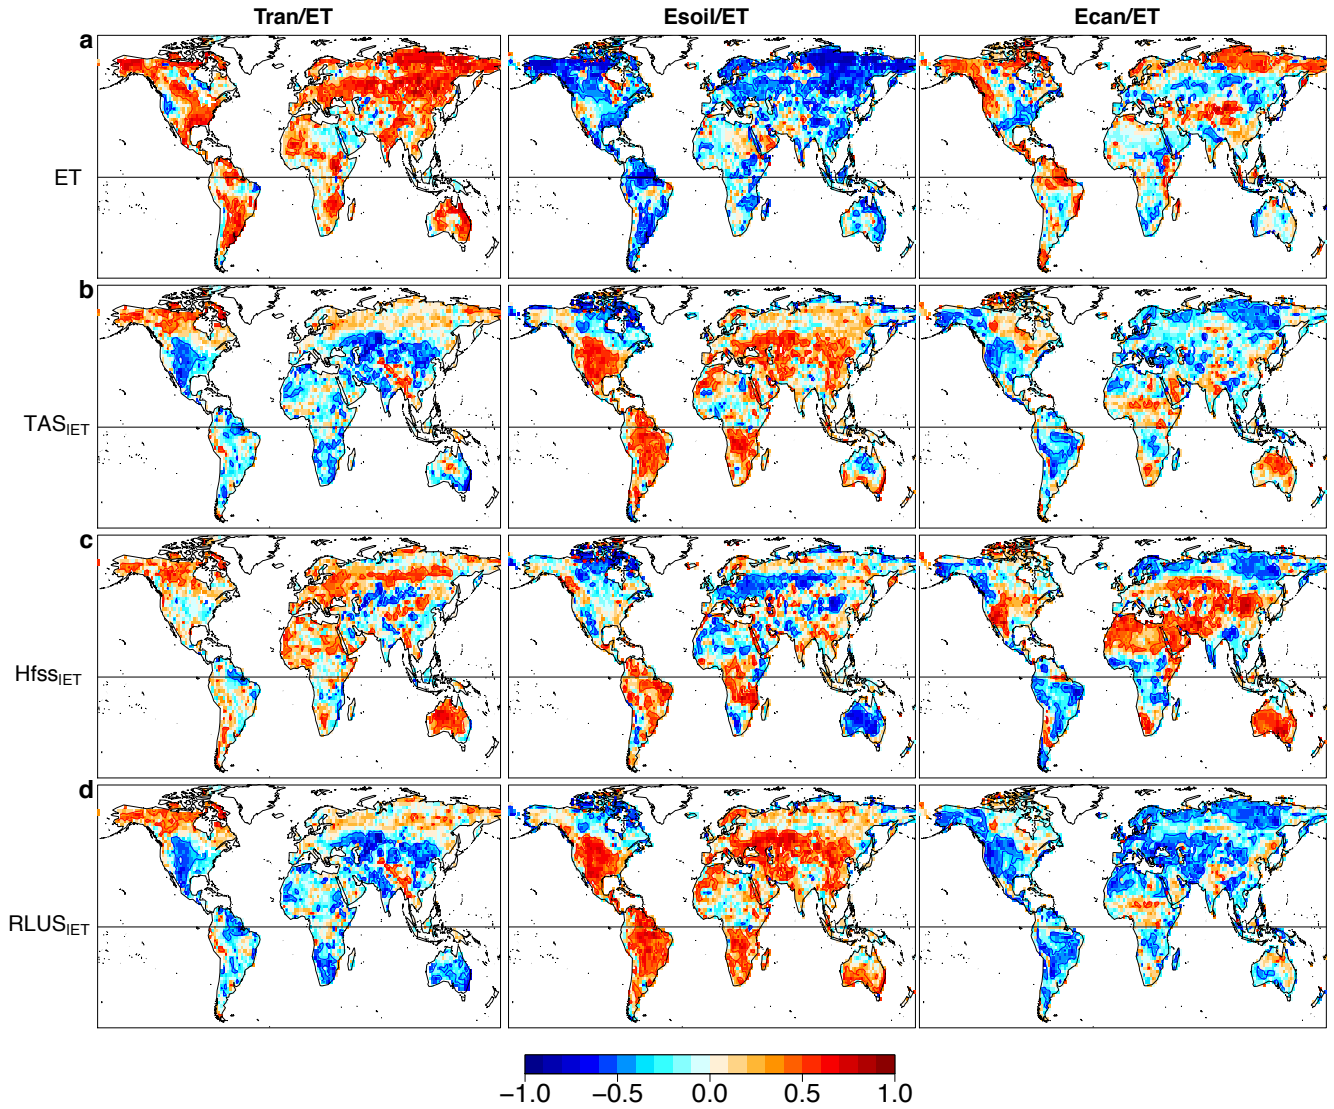 Tran/ET Esoil/ET Ecan/ET
a
ET
b
TAS_IET
c
Hfss_IET
d
RLUS_IET
−1.0 −0.5 0.0 0.5 1.0